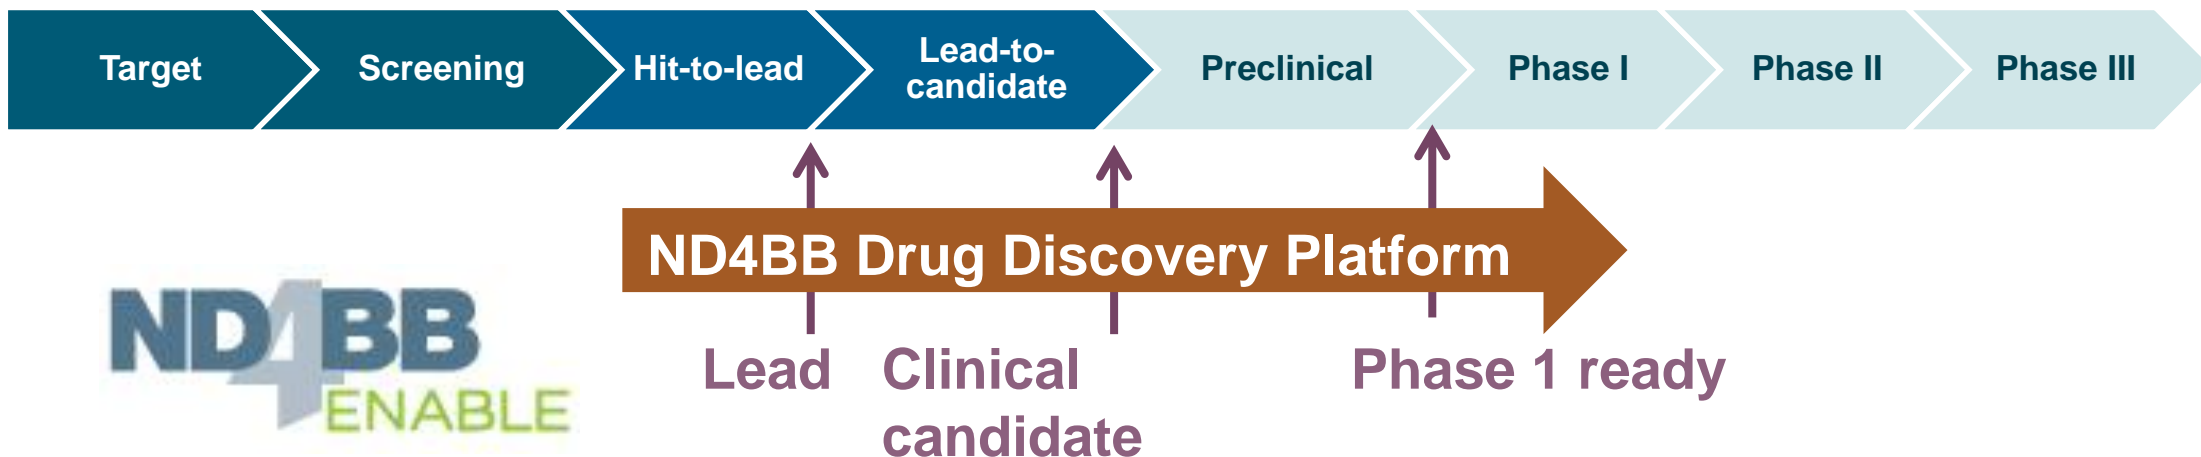 Target
Screening
Hit-to-lead
Lead-to-
candidate
Preclinical
Phase I
Phase II
Phase III
ND4BB Drug Discovery Platform
ND4BB
ENABLE
Lead
Clinical
candidate
Phase 1 ready